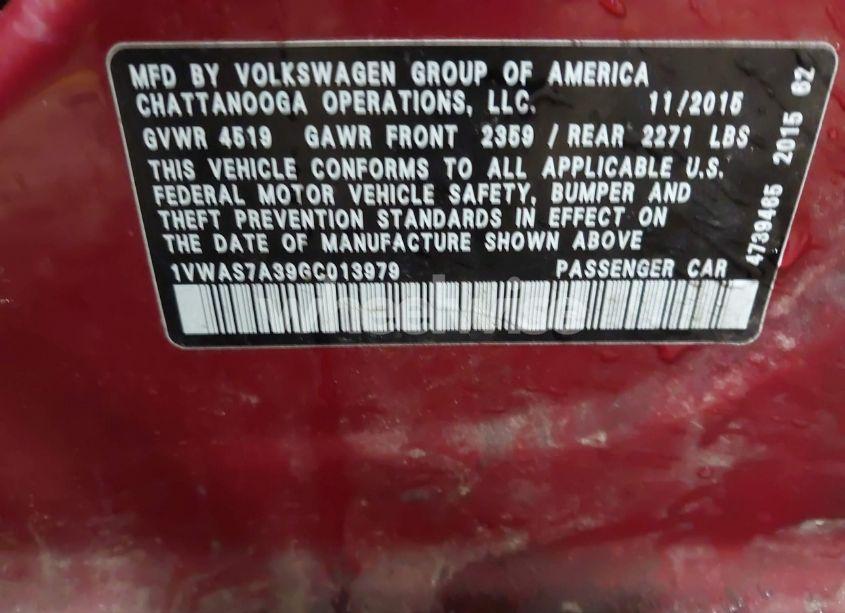 MFD BY VOLKSWAGEN GROUP OF AMERICA
CHATTANOOGA OPERATIONS, LLC. 11/2015
GVWR 4519 GAWR FRONT 2359 / REAR 2271 LBS
THIS VEHICLE CONFORMS TO ALL APPLICABLE U.S.
FEDERAL MOTOR VEHICLE SAFETY, BUMPER AND
THEFT PREVENTION STANDARDS IN EFFECT ON
THE DATE OF MANUFACTURE SHOWN ABOVE
1VWAS7A39GC013979 PASSENGER CAR
4739465 2015 62